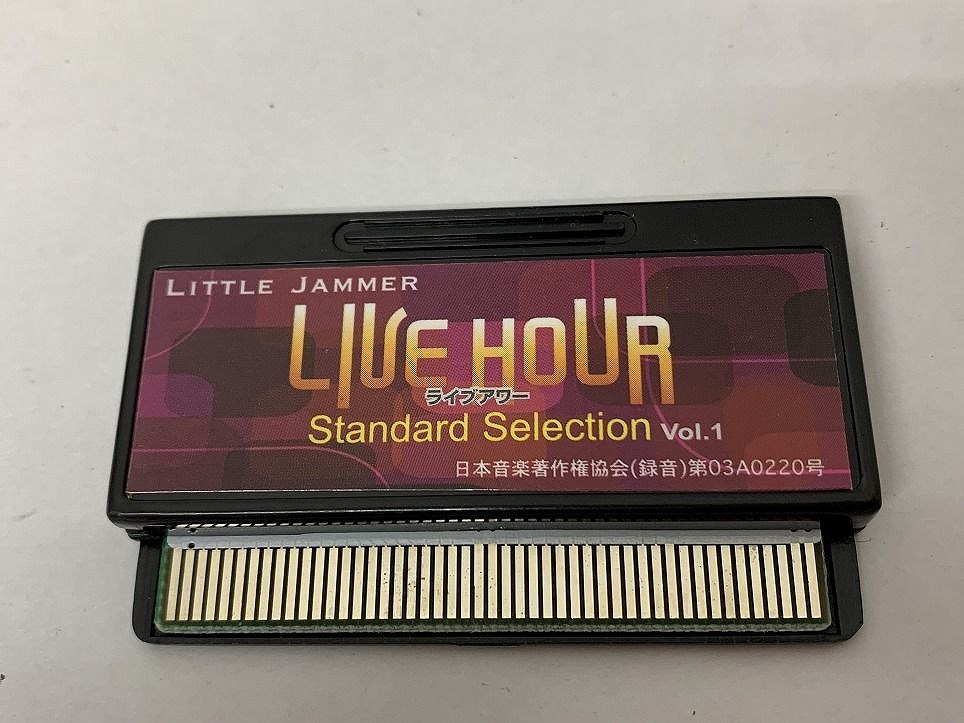 LITTLE JAMMER
LIVE HOUR
ライブアワー
Standard Selection Vol.1
日本音楽著作権協会(録音)第03A0220号